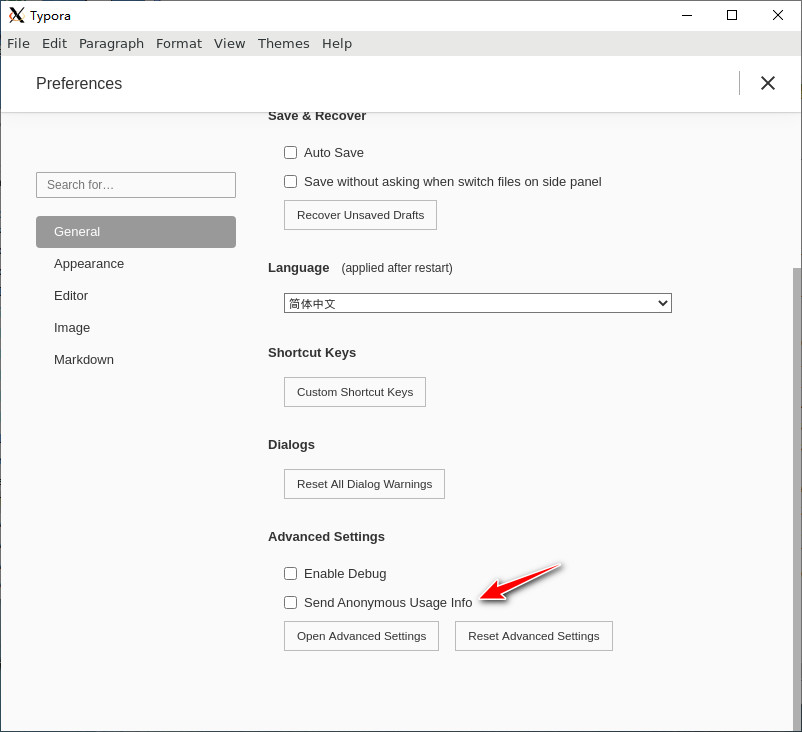 Typora
File Edit Paragraph Format View Themes Help
Preferences
Search for…
General
Appearance
Editor
Image
Markdown
Save & Recover
Auto Save
Save without asking when switch files on side panel
Recover Unsaved Drafts
Language (applied after restart)
简体中文
Shortcut Keys
Custom Shortcut Keys
Dialogs
Reset All Dialog Warnings
Advanced Settings
Enable Debug
Send Anonymous Usage Info
Open Advanced Settings Reset Advanced Settings